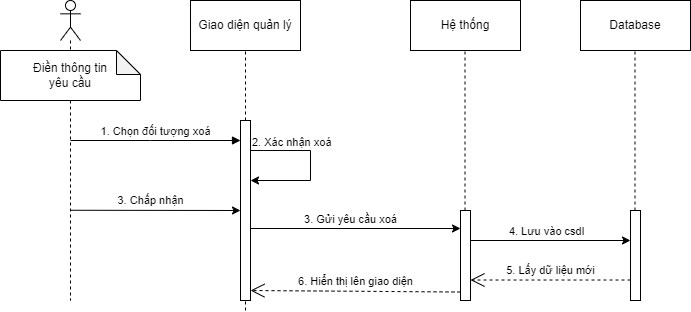 Giao diện quản lý
Hệ thống
Database
Điền thông tin
yêu cầu
1. Chọn đối tượng xoá
2. Xác nhận xoá
3. Chấp nhận
3. Gửi yêu cầu xoá
4. Lưu vào csdl
5. Lấy dữ liệu mới
6. Hiển thị lên giao diện